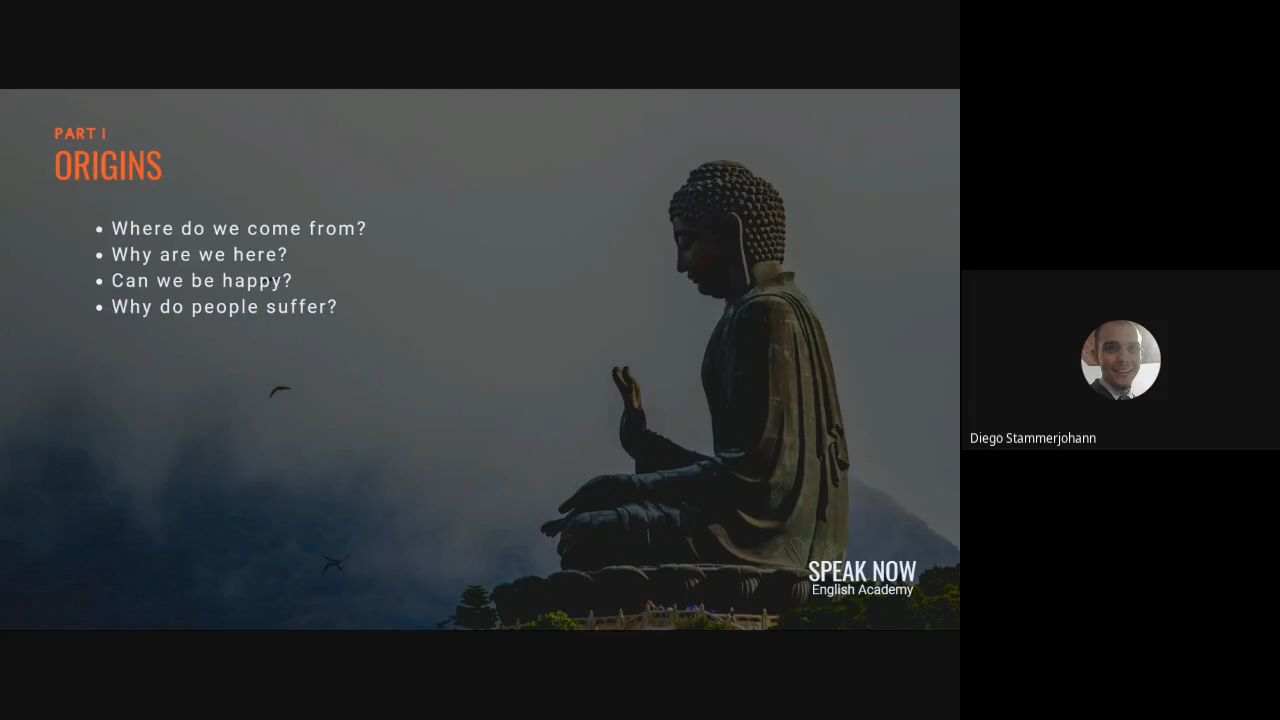 PART I
ORIGINS
• Where do we come from?
• Why are we here?
• Can we be happy?
• Why do people suffer?
SPEAK NOW
English Academy
Diego Stammerjohann